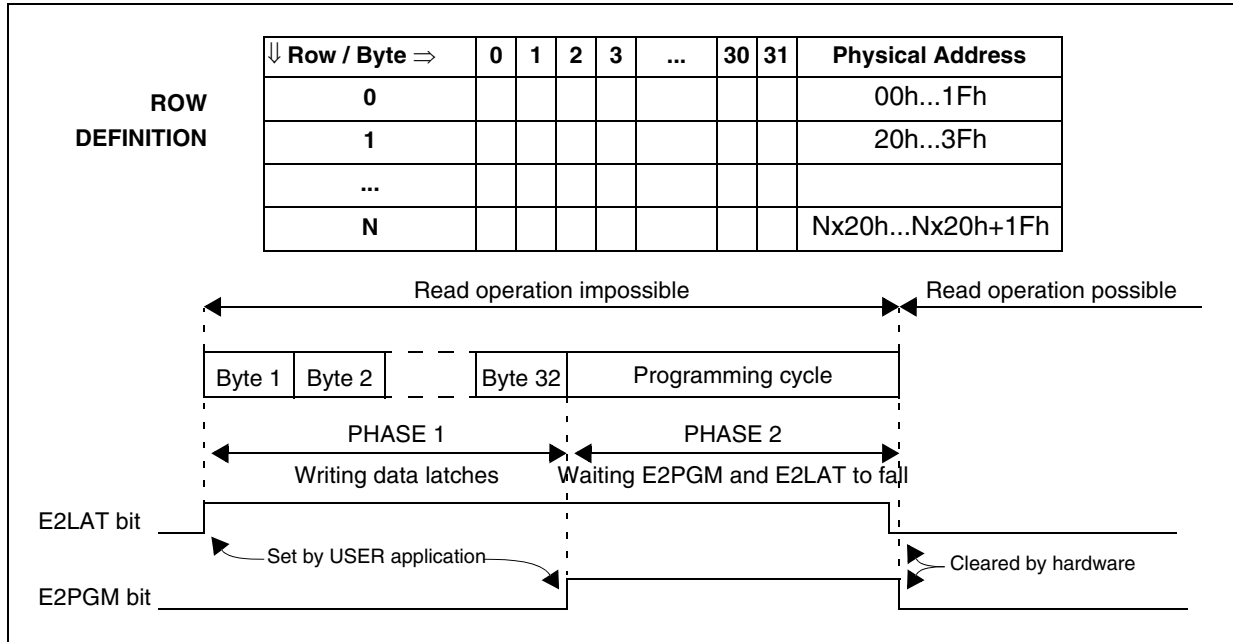 ⇓ Row / Byte ⇒ 0 1 2 3 ... 30 31 Physical Address
ROW DEFINITION
0 00h...1Fh
1 20h...3Fh
...
N Nx20h...Nx20h+1Fh
Read operation impossible Read operation possible
Byte 1 Byte 2 Byte 32 Programming cycle
PHASE 1 PHASE 2
Writing data latches Waiting E2PGM and E2LAT to fall
E2LAT bit
Set by USER application Cleared by hardware
E2PGM bit